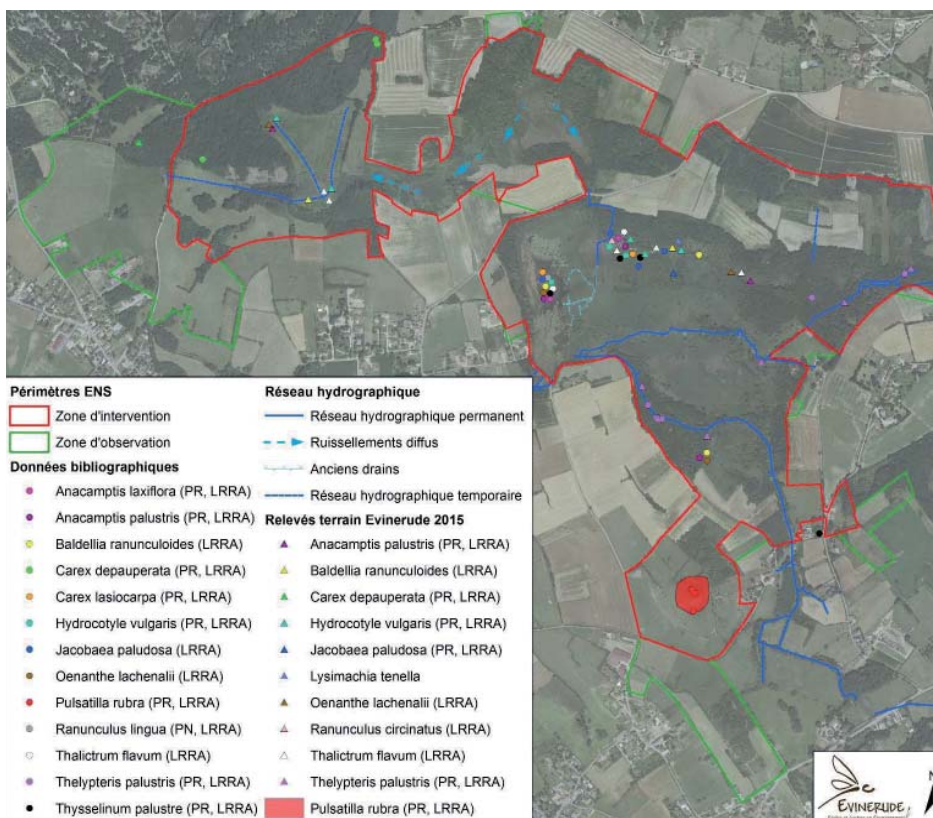 Périmètres ENS
Zone d'intervention
Zone d'observation
Données bibliographiques
Anacamptis laxiflora (PR, LRRA)
Anacamptis palustris (PR, LRRA)
Baldellia ranunculoides (LRRA)
Carex depauperata (PR, LRRA)
Carex lasiocarpa (PR, LRRA)
Hydrocotyle vulgaris (PR, LRRA)
Jacobaea paludosa (LRRA)
Oenanthe lachenalii (LRRA)
Pulsatilla rubra (PR, LRRA)
Ranunculus lingua (PN, LRRA)
Thalictrum flavum (LRRA)
Thelypteris palustris (PR, LRRA)
Thysselinum palustre (PR, LRRA)
Réseau hydrographique
Réseau hydrographique permanent
Ruissellements diffus
Anciens drains
Réseau hydrographique temporaire
Relevés terrain Evinerude 2015
Anacamptis palustris (PR, LRRA)
Baldellia ranunculoides (LRRA)
Carex depauperata (PR, LRRA)
Hydrocotyle vulgaris (PR, LRRA)
Jacobaea paludosa (PR, LRRA)
Lysimachia tenella
Oenanthe lachenalii (LRRA)
Ranunculus circinatus (LRRA)
Thalictrum flavum (LRRA)
Thelypteris palustris (PR, LRRA)
Pulsatilla rubra (PR, LRRA)
EVINERUDE
N